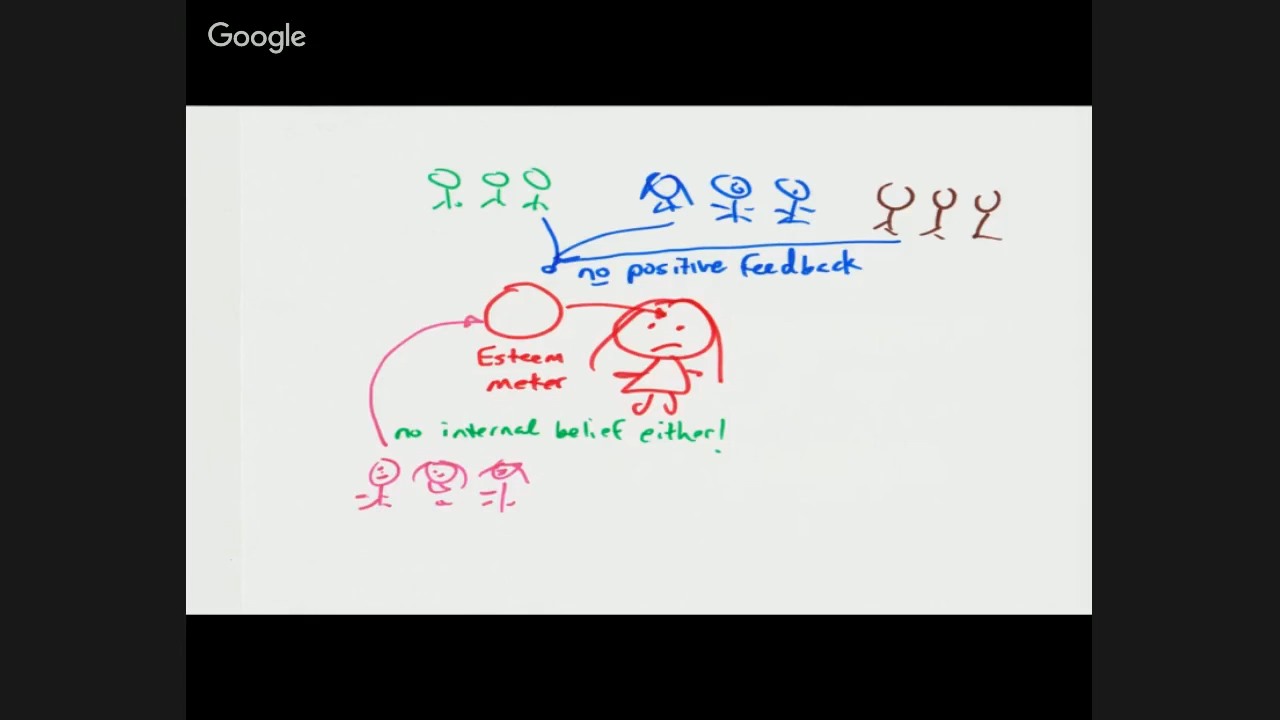 Google
no positive feedback
Esteem
meter
no internal belief either!